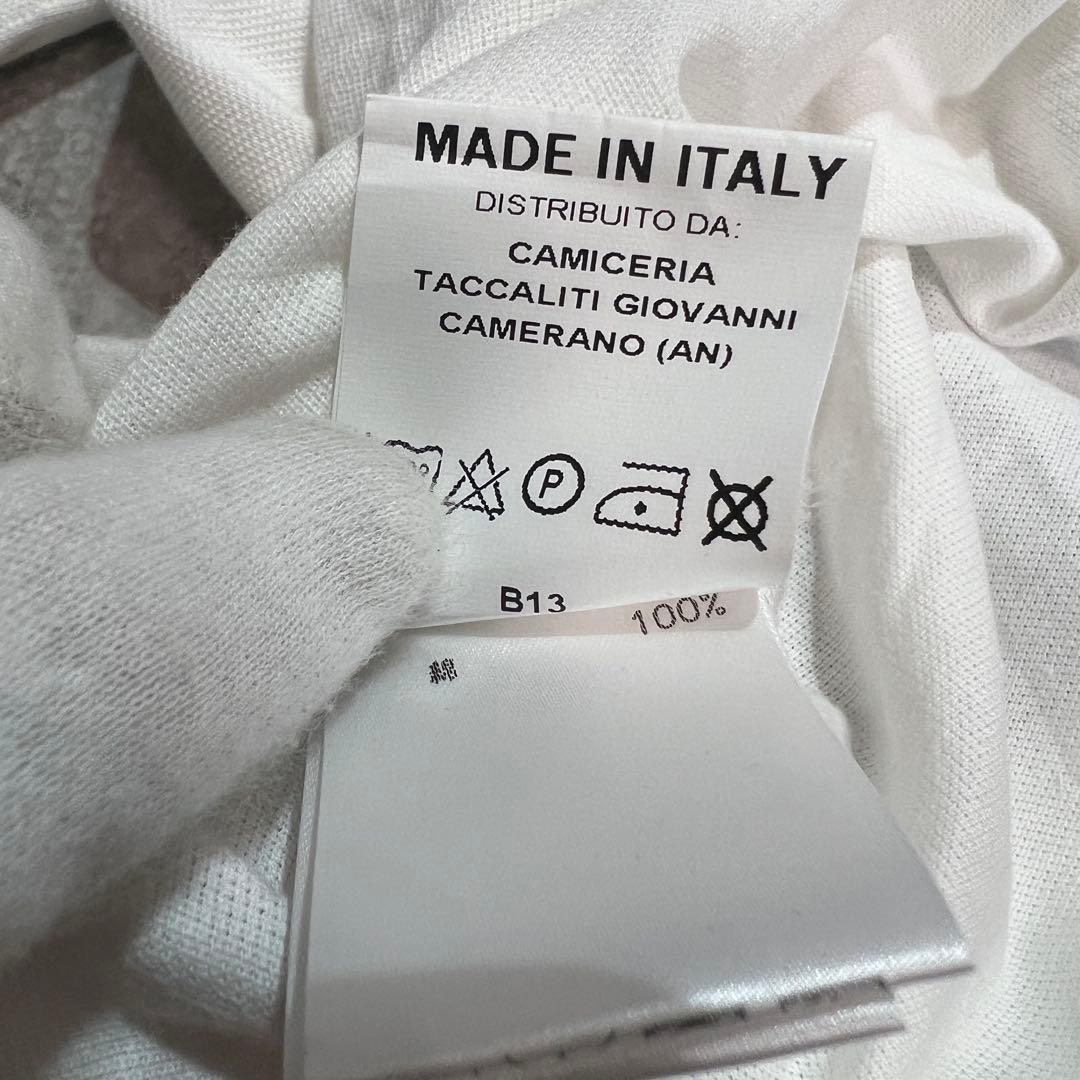 MADE IN ITALY
DISTRIBUITO DA:
CAMICERIA
TACCALITI GIOVANNI
CAMERANO (AN)
P
B13
100%